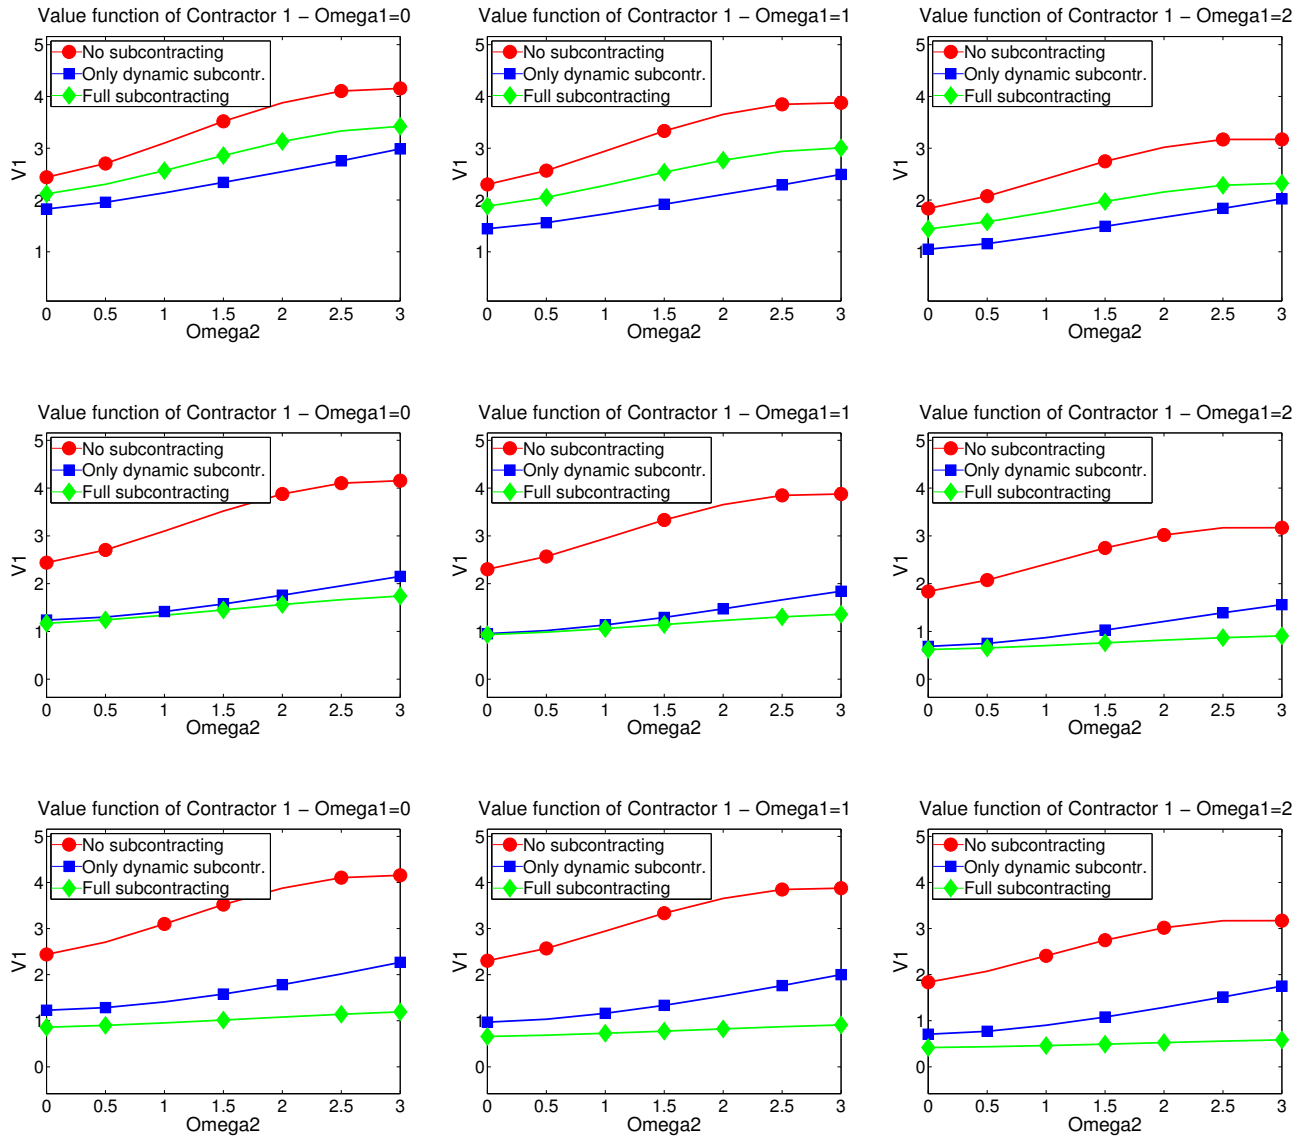 Value function of Contractor 1 − Omega1=0
5
4
3
2
1
V1
No subcontracting
Only dynamic subcontr.
Full subcontracting
0 0.5 1 1.5 2 2.5 3
Omega2
Value function of Contractor 1 − Omega1=1
5
4
3
2
1
V1
No subcontracting
Only dynamic subcontr.
Full subcontracting
0 0.5 1 1.5 2 2.5 3
Omega2
Value function of Contractor 1 − Omega1=2
5
4
3
2
1
V1
No subcontracting
Only dynamic subcontr.
Full subcontracting
0 0.5 1 1.5 2 2.5 3
Omega2
Value function of Contractor 1 − Omega1=0
5
4
3
2
1
0
V1
No subcontracting
Only dynamic subcontr.
Full subcontracting
0 0.5 1 1.5 2 2.5 3
Omega2
Value function of Contractor 1 − Omega1=1
5
4
3
2
1
0
V1
No subcontracting
Only dynamic subcontr.
Full subcontracting
0 0.5 1 1.5 2 2.5 3
Omega2
Value function of Contractor 1 − Omega1=2
5
4
3
2
1
0
V1
No subcontracting
Only dynamic subcontr.
Full subcontracting
0 0.5 1 1.5 2 2.5 3
Omega2
Value function of Contractor 1 − Omega1=0
5
4
3
2
1
0
V1
No subcontracting
Only dynamic subcontr.
Full subcontracting
0 0.5 1 1.5 2 2.5 3
Omega2
Value function of Contractor 1 − Omega1=1
5
4
3
2
1
0
V1
No subcontracting
Only dynamic subcontr.
Full subcontracting
0 0.5 1 1.5 2 2.5 3
Omega2
Value function of Contractor 1 − Omega1=2
5
4
3
2
1
0
V1
No subcontracting
Only dynamic subcontr.
Full subcontracting
0 0.5 1 1.5 2 2.5 3
Omega2